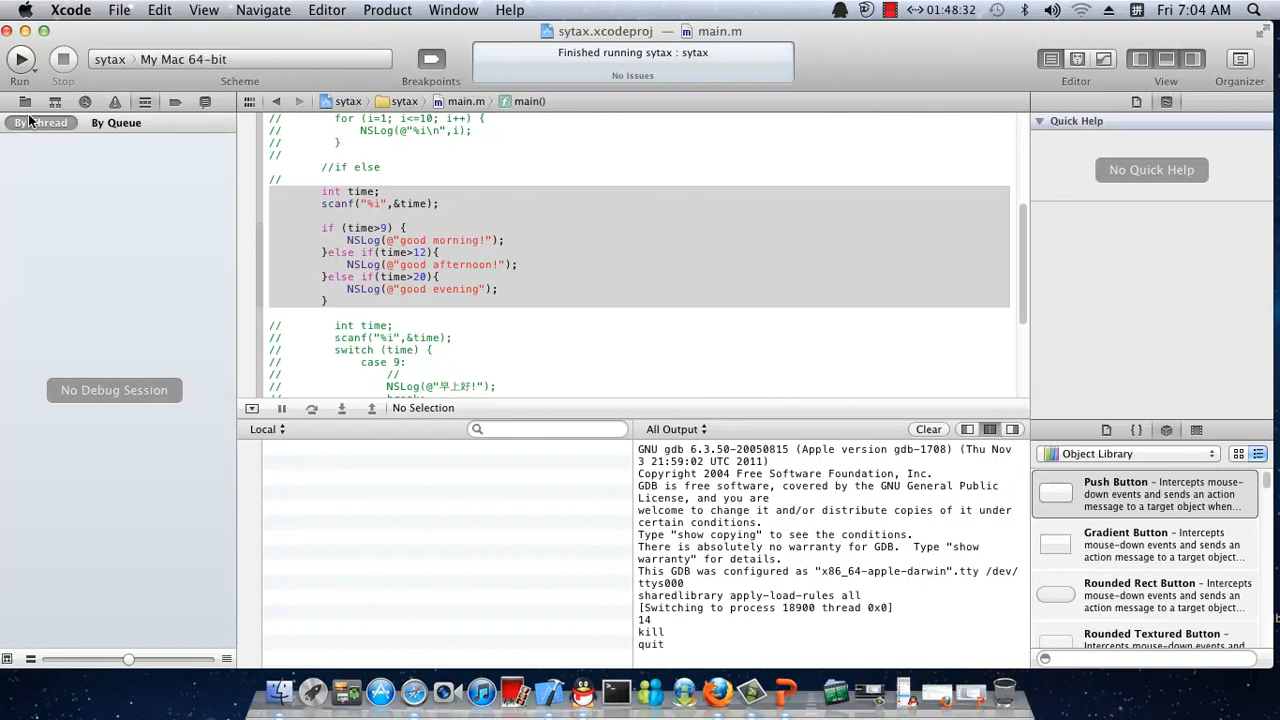 Xcode File Edit View Navigate Editor Product Window Help 01:48:32 拼 Fri 7:04 AM
sytax.xcodeproj — main.m
Run Stop sytax > My Mac 64-bit Finished running sytax : sytax
Scheme Breakpoints No Issues Editor View Organizer
sytax sytax main.m main()
By Thread By Queue
Quick Help
No Quick Help
// for (i=1; i<=10; i++) {
// NSLog(@"%i\n",i);
// }
//
//if else
//
int time;
scanf("%i",&time);
if (time>9) {
NSLog(@"good morning!");
}else if(time>12){
NSLog(@"good afternoon!");
}else if(time>20){
NSLog(@"good evening");
}
// int time;
// scanf("%i",&time);
// switch (time) {
// case 9:
// //
// NSLog(@"早上好!");
No Debug Session
No Selection
Local All Output Clear
GNU gdb 6.3.50-20050815 (Apple version gdb-1708) (Thu Nov
3 21:59:02 UTC 2011)
Copyright 2004 Free Software Foundation, Inc.
GDB is free software, covered by the GNU General Public
License, and you are
welcome to change it and/or distribute copies of it under
certain conditions.
Type "show copying" to see the conditions.
There is absolutely no warranty for GDB. Type "show
warranty" for details.
This GDB was configured as "x86_64-apple-darwin".tty /dev/
ttys000
sharedlibrary apply-load-rules all
[Switching to process 18900 thread 0x0]
14
kill
quit
Object Library
Push Button – Intercepts mouse-
down events and sends an action
message to a target object when...
Gradient Button – Intercepts
mouse-down events and sends an
action message to a target object...
Rounded Rect Button – Intercepts
mouse-down events and sends an
action message to a target object...
Rounded Textured Button –
Intercepts mouse-down events and